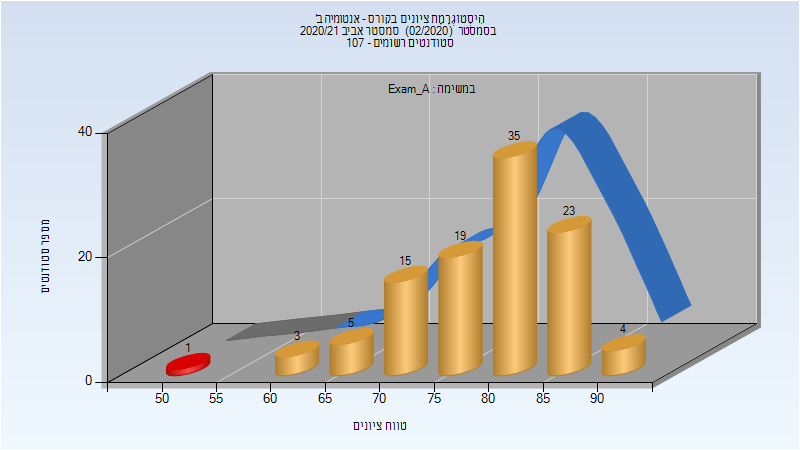 היסטוגרמת ציונים בקורס - אנטומיה ב'
בסמסטר (02/2020) סמסטר אביב 2020/21
סטודנטים רשומים - 107
במשימה : Exam_A
מספר סטודנטים
40
20
0
1
3
5
15
19
35
23
4
50 55 60 65 70 75 80 85 90
טווח ציונים